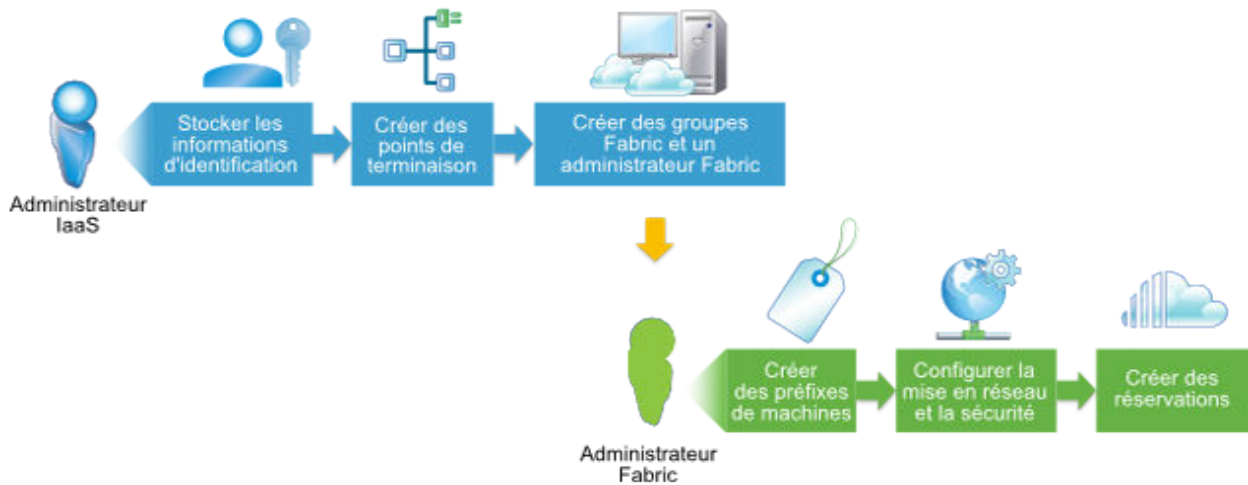 Stocker les
informations
d'identification
Créer des
points de
terminaison
Créer des groupes
Fabric et un
administrateur Fabric
Administrateur
IaaS
Créer
des préfixes
de machines
Configurer la
mise en réseau
et la sécurité
Créer des
réservations
Administrateur
Fabric